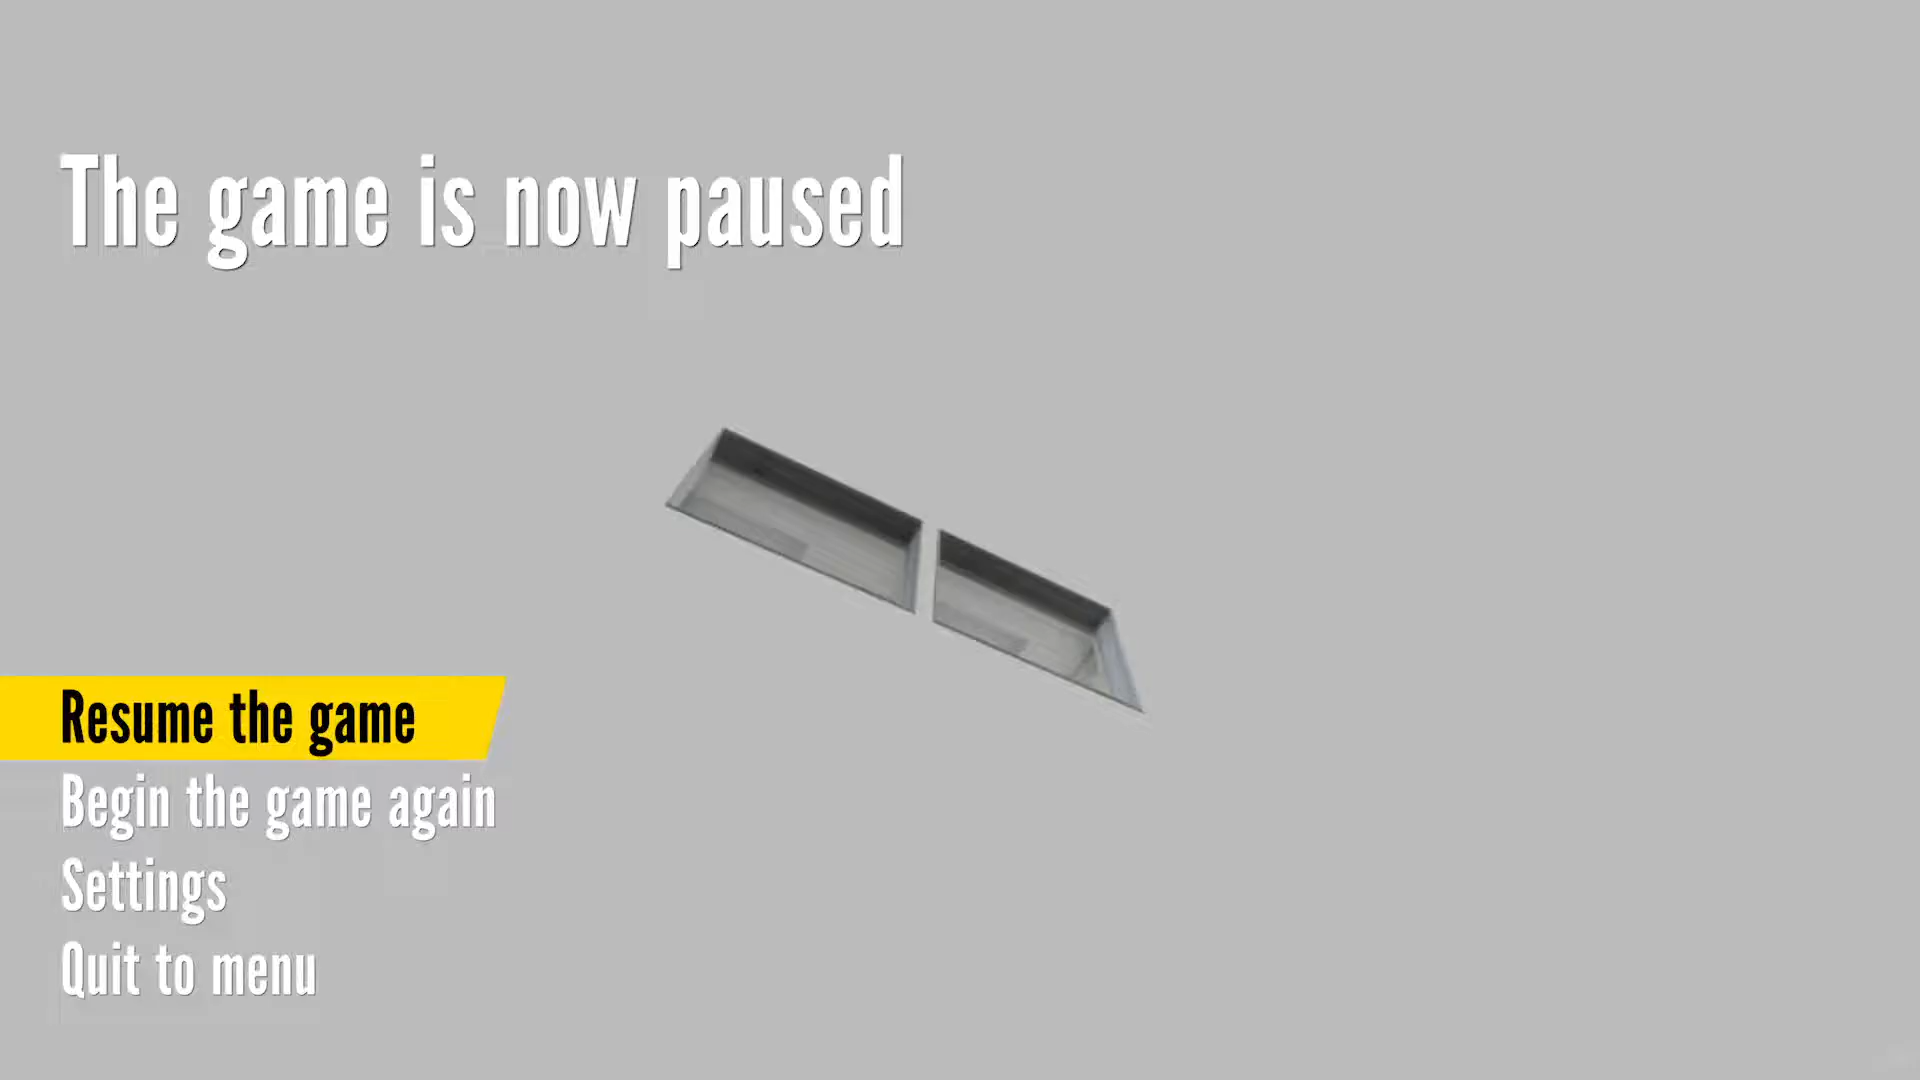 The game is now paused
Resume the game
Begin the game again
Settings
Quit to menu